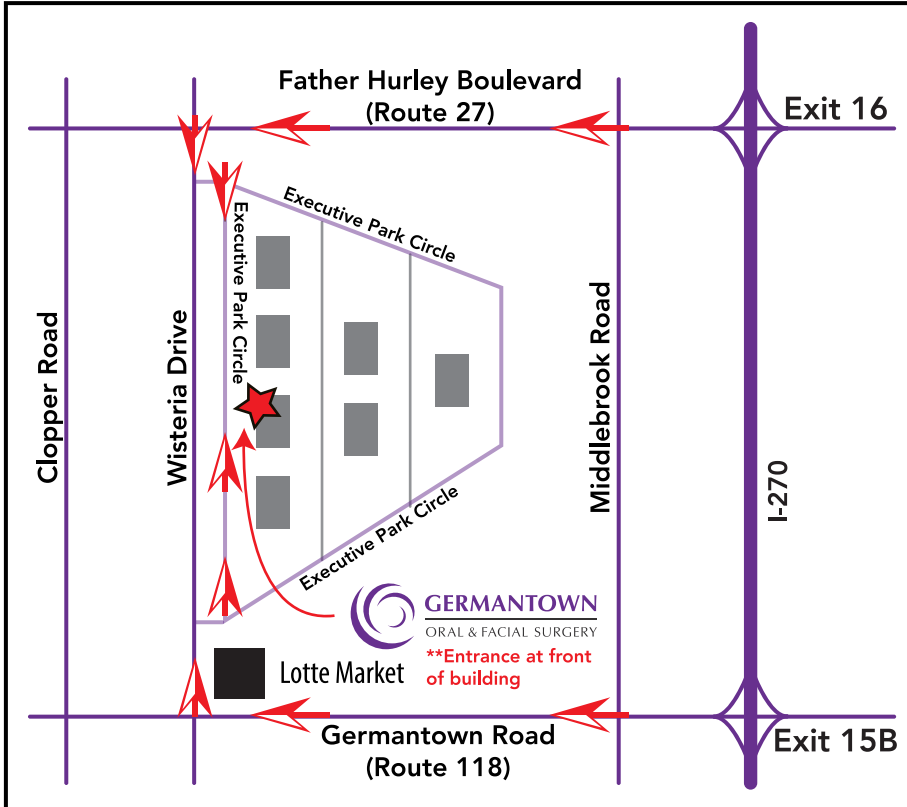 Father Hurley Boulevard
(Route 27)
Exit 16
Executive Park Circle
Executive Park Circle
Clopper Road
Wisteria Drive
Middlebrook Road
I-270
Executive Park Circle
GERMANTOWN
ORAL & FACIAL SURGERY
**Entrance at front
of building
Lotte Market
Germantown Road
(Route 118)
Exit 15B